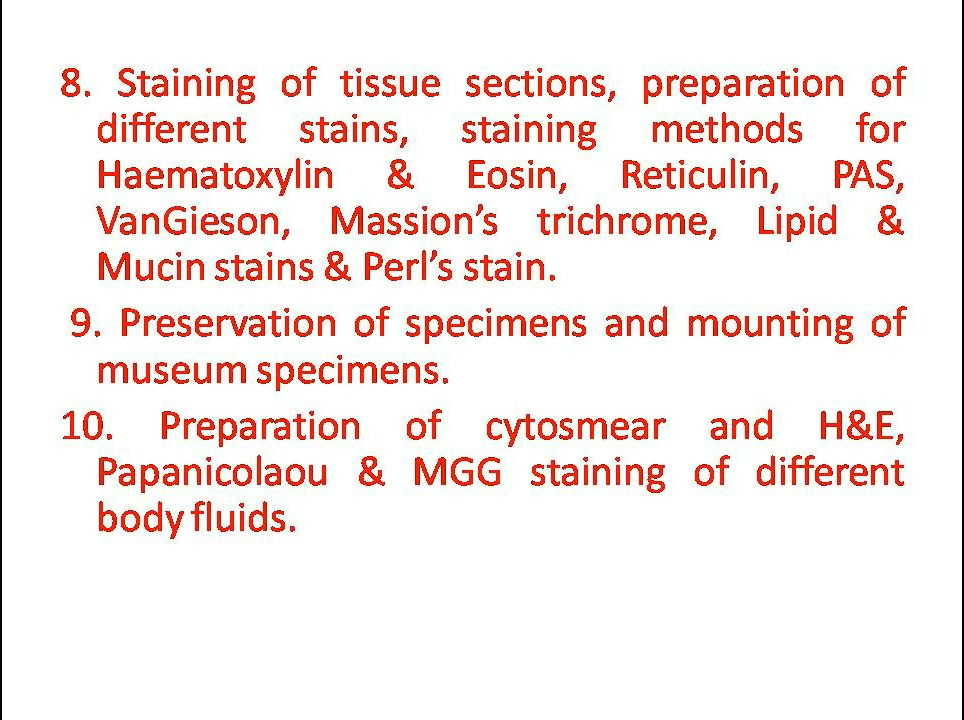 8. Staining of tissue sections, preparation of
different stains, staining methods for
Haematoxylin & Eosin, Reticulin, PAS,
VanGieson, Massion’s trichrome, Lipid &
Mucin stains & Perl’s stain.
9. Preservation of specimens and mounting of
museum specimens.
10. Preparation of cytosmear and H&E,
Papanicolaou & MGG staining of different
body fluids.